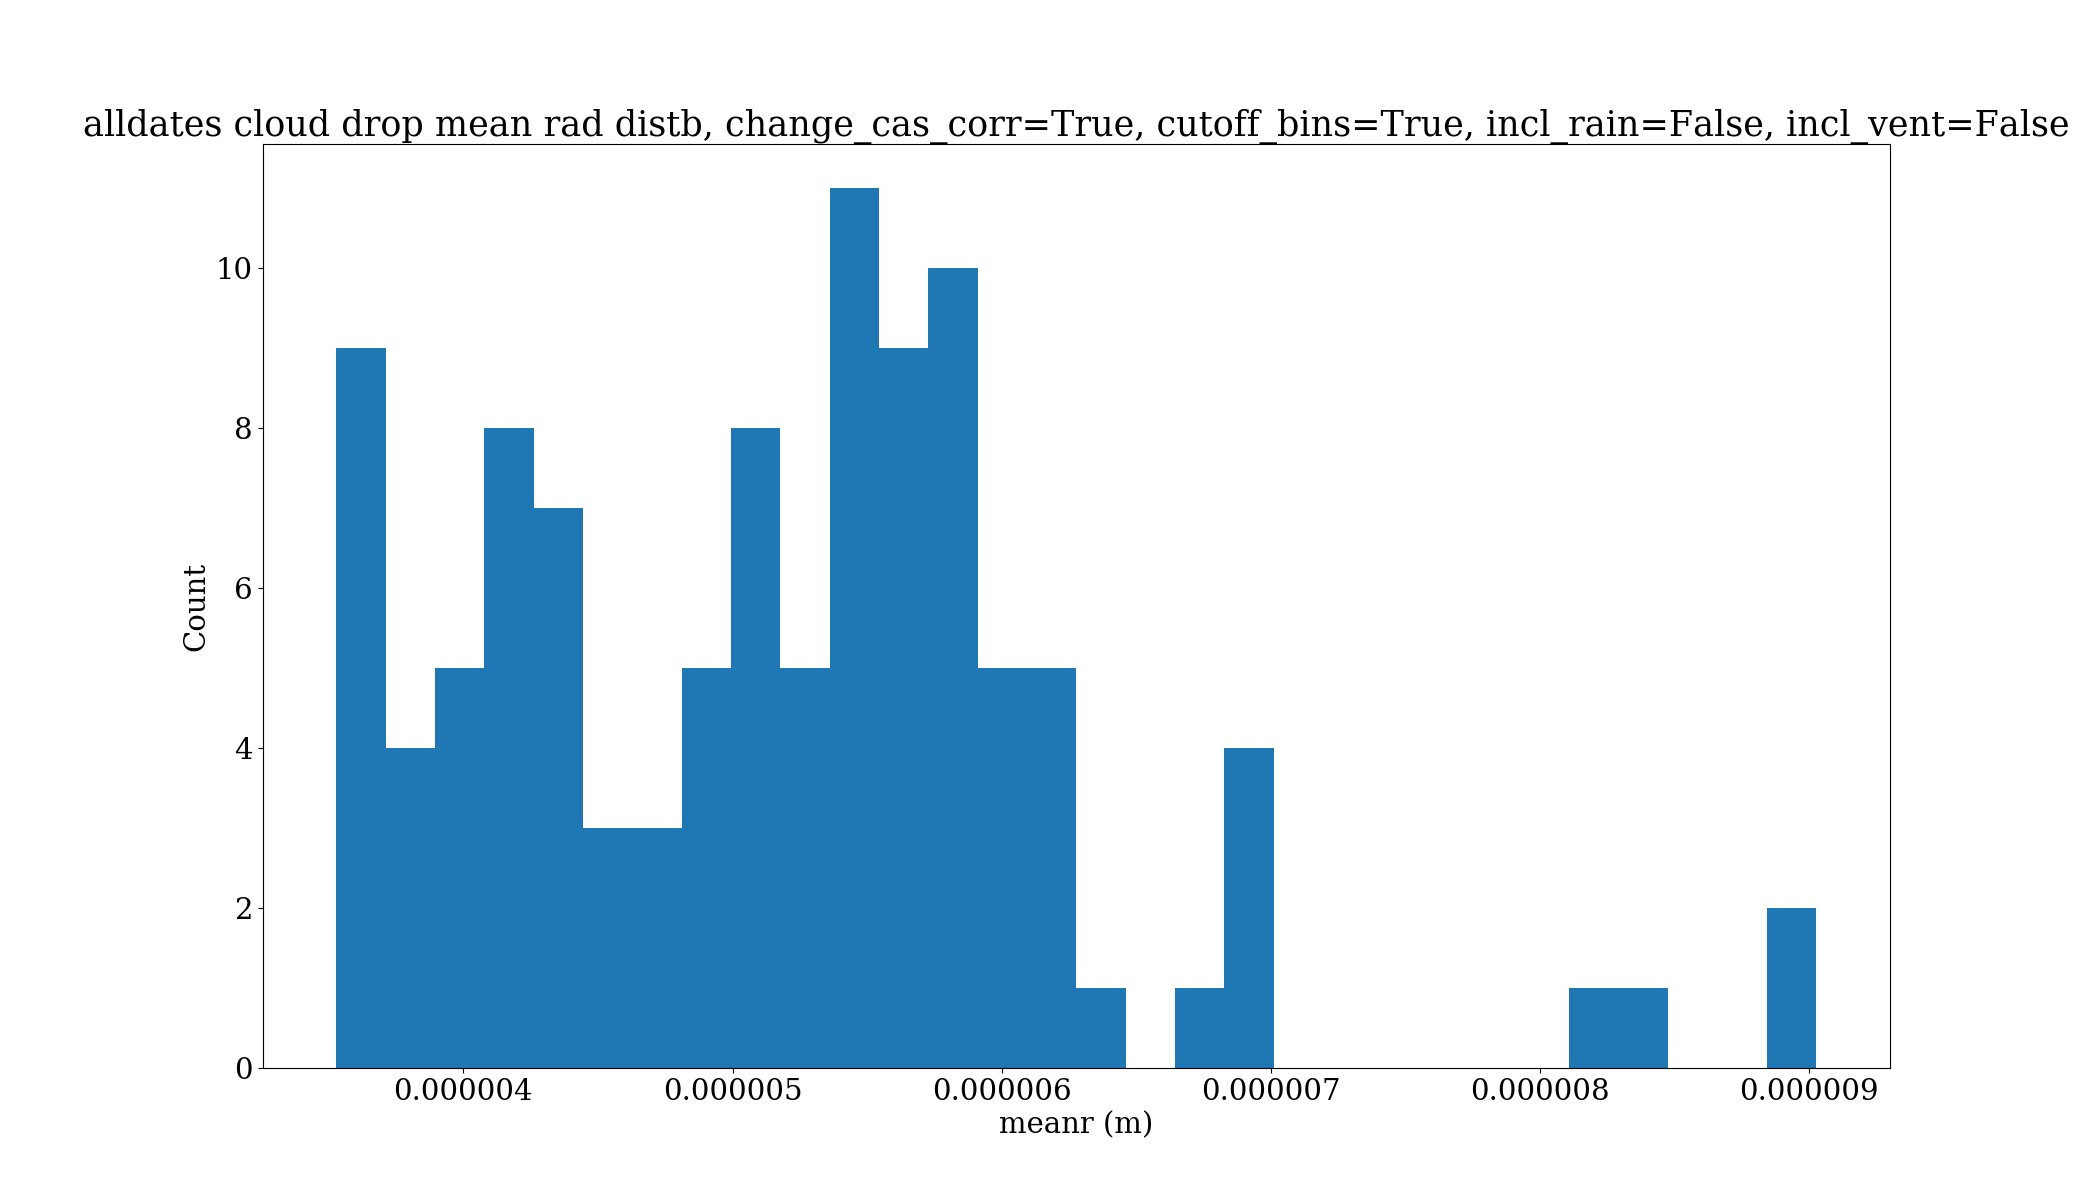 alldates cloud drop mean rad distb, change_cas_corr=True, cutoff_bins=True, incl_rain=False, incl_vent=False
Count
10
8
6
4
2
0
0.000004 0.000005 0.000006 0.000007 0.000008 0.000009
meanr (m)